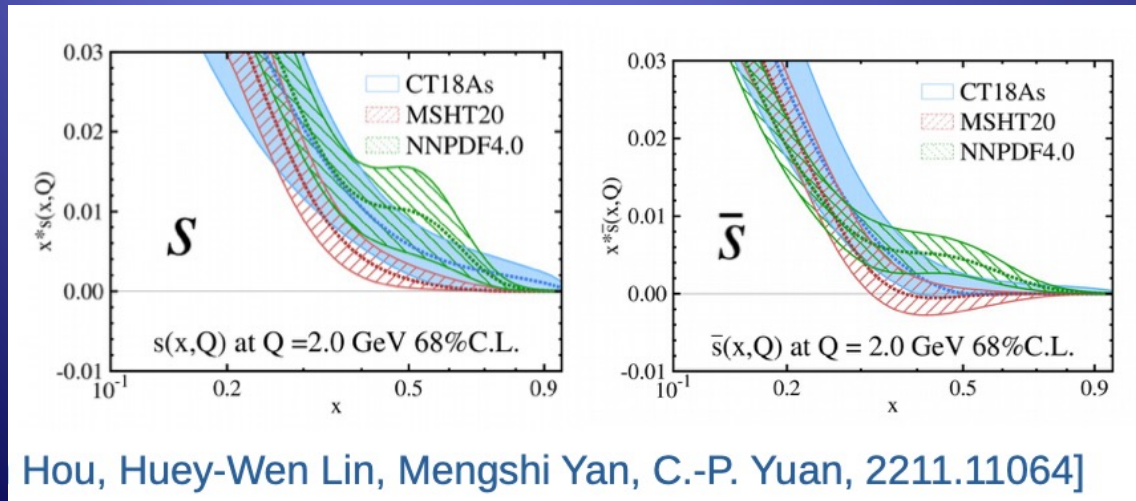 0.03
0.02
0.01
0.00
-0.01
x*s(x,Q)
CT18As
MSHT20
NNPDF4.0
S
s(x,Q) at Q =2.0 GeV 68%C.L.
10⁻¹ 0.2 0.5 0.9
x
0.03
0.02
0.01
0.00
-0.01
x*s̅(x,Q)
CT18As
MSHT20
NNPDF4.0
S̅
s̅(x,Q) at Q = 2.0 GeV 68%C.L.
10⁻¹ 0.2 0.5 0.9
x
Hou, Huey-Wen Lin, Mengshi Yan, C.-P. Yuan, 2211.11064]